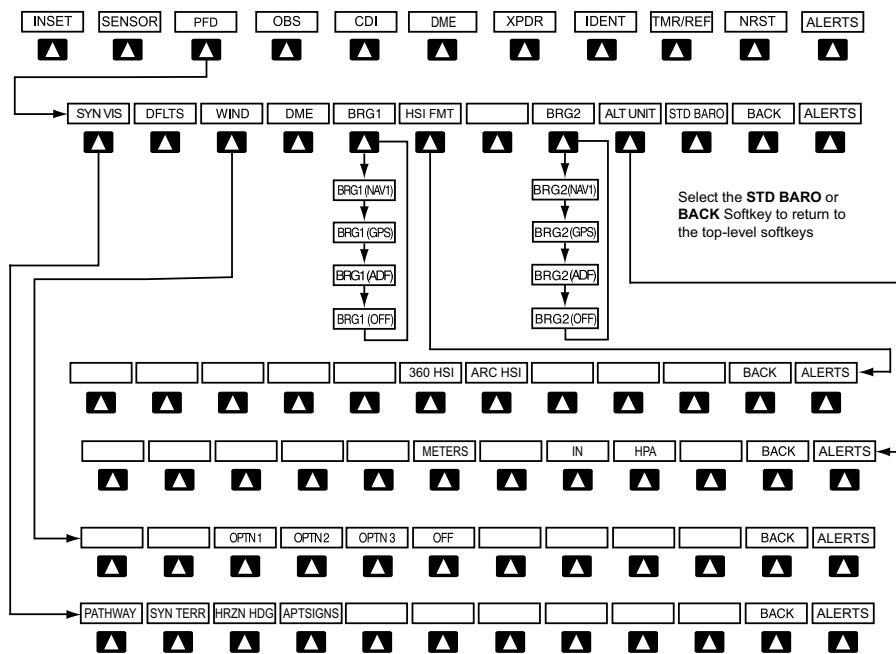 INSET SENSOR PFD OBS CDI DME XPDR IDENT TMR/REF NRST ALERTS
SYN VIS DFLTS WIND DME BRG1 HSI FMT BRG2 ALT UNIT STD BARO BACK ALERTS
BRG1 (NAV1) BRG2 (NAV1)
BRG1 (GPS) BRG2 (GPS)
BRG1 (ADF) BRG2 (ADF)
BRG1 (OFF) BRG2 (OFF)
Select the STD BARO or
BACK Softkey to return to
the top-level softkeys
360 HSI ARC HSI BACK ALERTS
METERS IN HPA BACK ALERTS
OPTN 1 OPTN 2 OPTN 3 OFF BACK ALERTS
PATHWAY SYN TERR HRZN HDG APTSIGNS BACK ALERTS